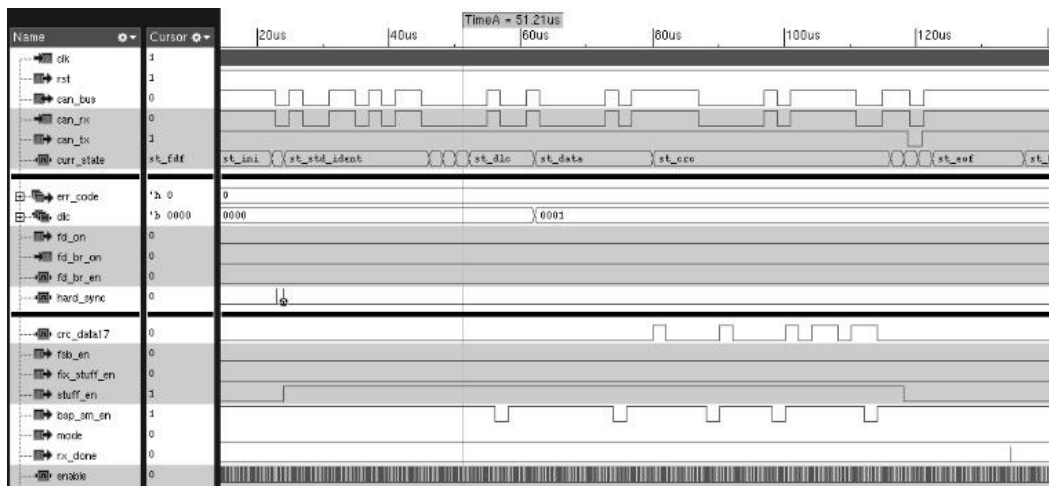 TimeA = 51.21us
Name Cursor 20us 40us 60us 80us 100us 120us
clk 1
rst 1
can_bus 0
can_rx 0
can_tx 1
curr_state st_fdf st_ini st_std_ident st_dlc st_data st_crc st_eof
err_code 'h 0 0
dlc 'b 0000 0000 0001
fd_on 0
fd_br_on 0
fd_br_en 0
hard_sync 0
crc_data17 0
fsb_en 0
fix_stuff_en 0
stuff_en 1
bsp_sm_en 1
mode 0
rx_done 0
enable 0